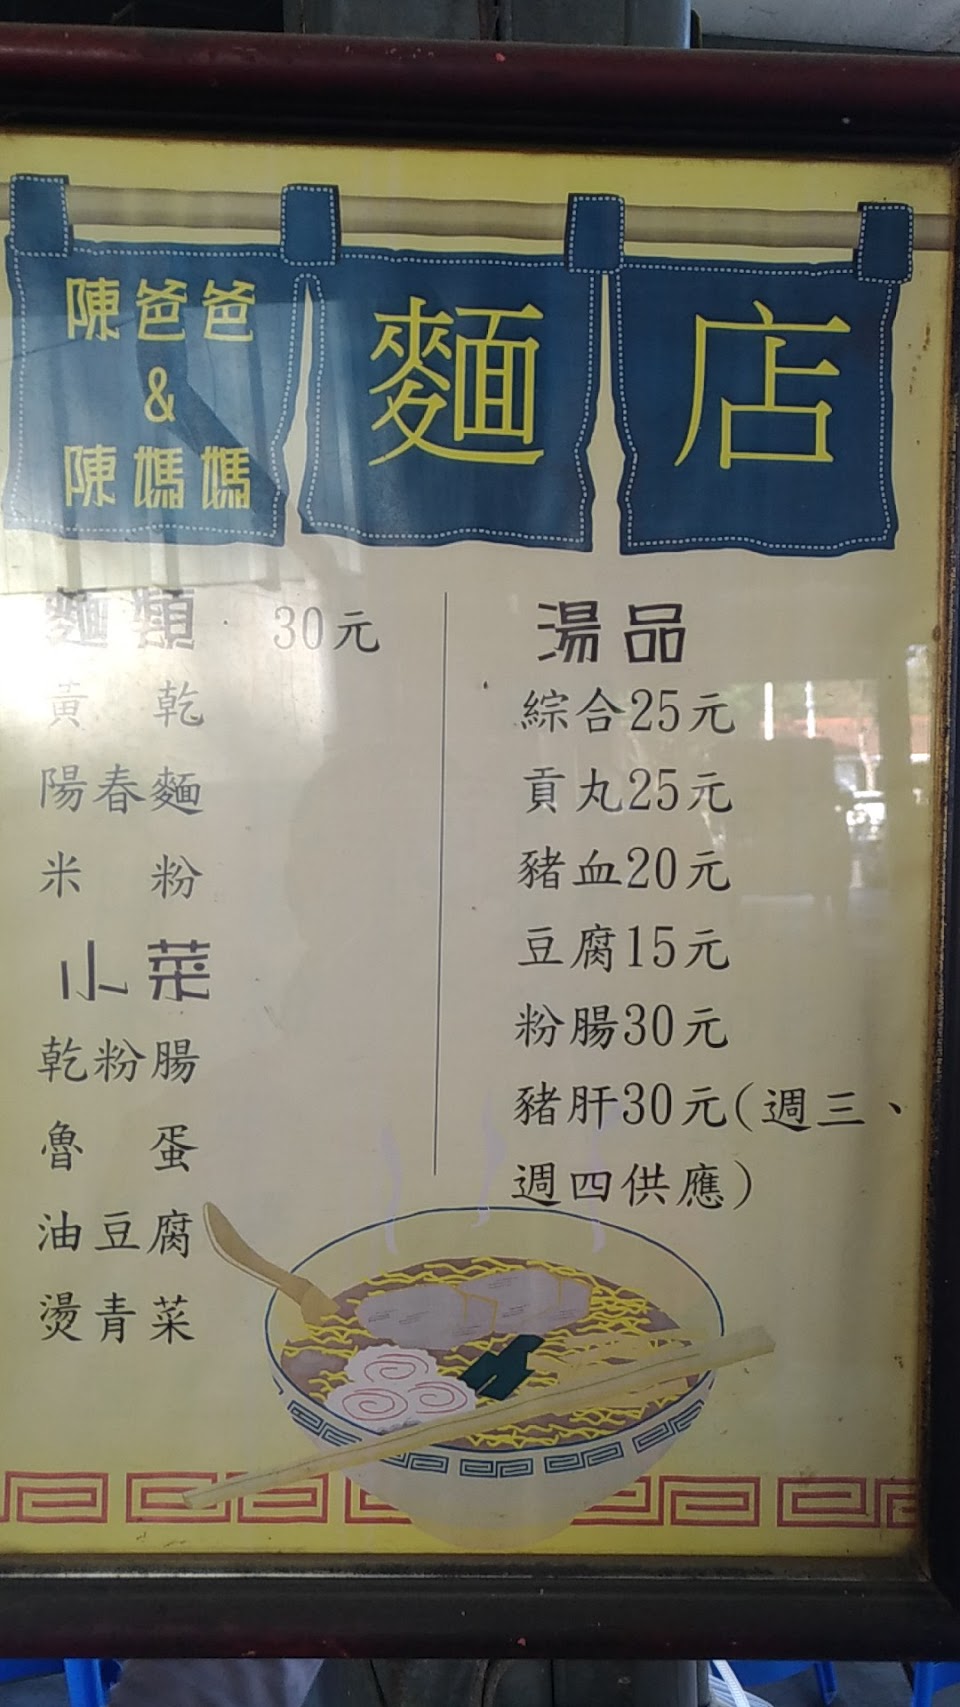 陳爸爸
&
陳媽媽
麵店
麵類 30元
黃乾
陽春麵
米粉
小菜
乾粉腸
魯蛋
油豆腐
燙青菜
湯品
綜合25元
貢丸25元
豬血20元
豆腐15元
粉腸30元
豬肝30元(週三、
週四供應)